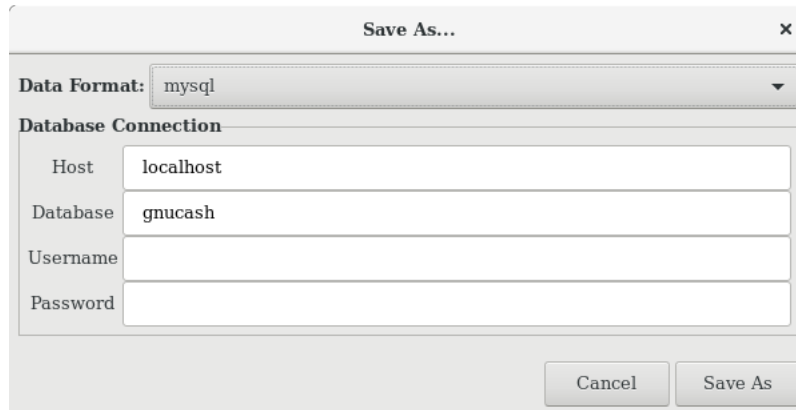 Save As...
Data Format: mysql
Database Connection
Host localhost
Database gnucash
Username
Password
Cancel Save As